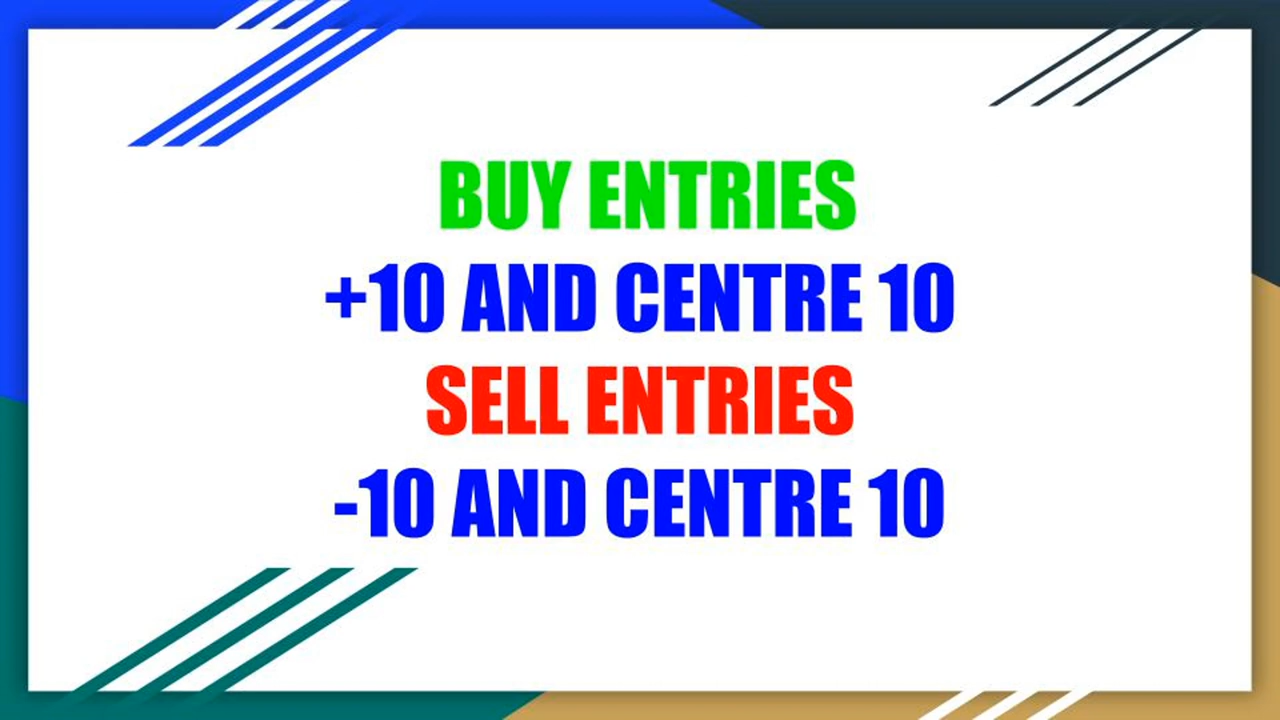 BUY ENTRIES
+10 AND CENTRE 10
SELL ENTRIES
-10 AND CENTRE 10